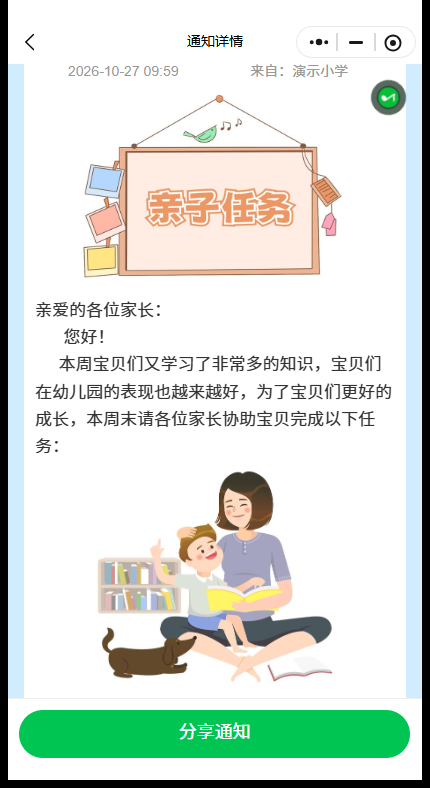 通知详情
2026-10-27 09:59 来自：演示小学
亲子任务
亲爱的各位家长：
您好！
本周宝贝们又学习了非常多的知识，宝贝们
在幼儿园的表现也越来越好，为了宝贝们更好的
成长，本周末请各位家长协助宝贝完成以下任
务：
分享通知